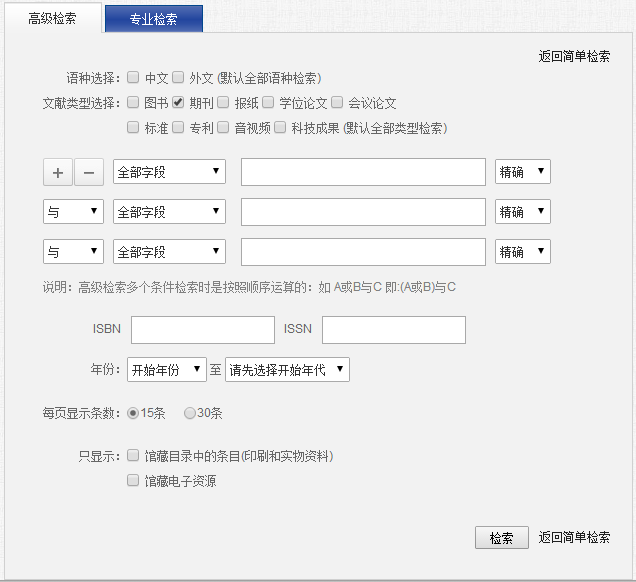 高级检索 专业检索
返回简单检索
语种选择： 中文 外文 (默认全部语种检索)
文献类型选择： 图书 期刊 报纸 学位论文 会议论文
标准 专利 音视频 科技成果 (默认全部类型检索)
+ − 全部字段 精确
与 全部字段 精确
与 全部字段 精确
说明：高级检索多个条件检索时是按照顺序运算的：如 A或B与C 即:(A或B)与C
ISBN ISSN
年份： 开始年份 至 请先选择开始年代
每页显示条数： 15条 30条
只显示： 馆藏目录中的条目(印刷和实物资料)
馆藏电子资源
检索 返回简单检索